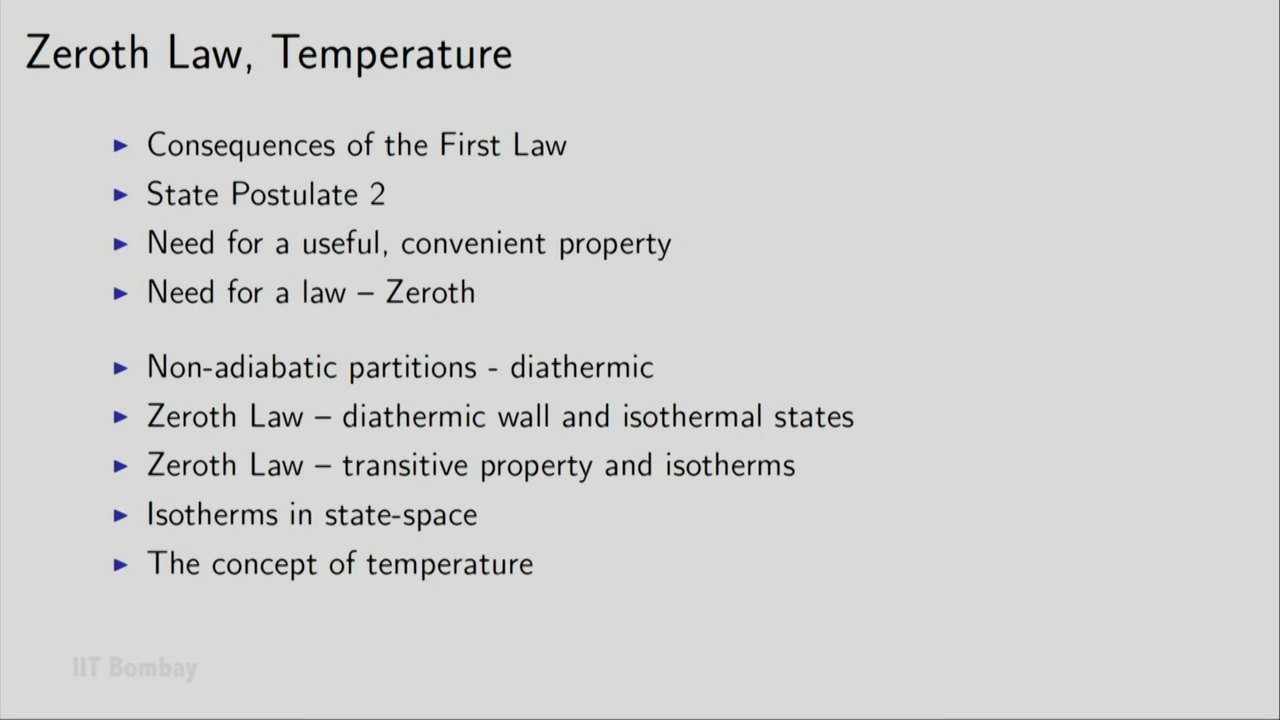 Zeroth Law, Temperature
▶ Consequences of the First Law
▶ State Postulate 2
▶ Need for a useful, convenient property
▶ Need for a law – Zeroth
▶ Non-adiabatic partitions - diathermic
▶ Zeroth Law – diathermic wall and isothermal states
▶ Zeroth Law – transitive property and isotherms
▶ Isotherms in state-space
▶ The concept of temperature
IIT Bombay